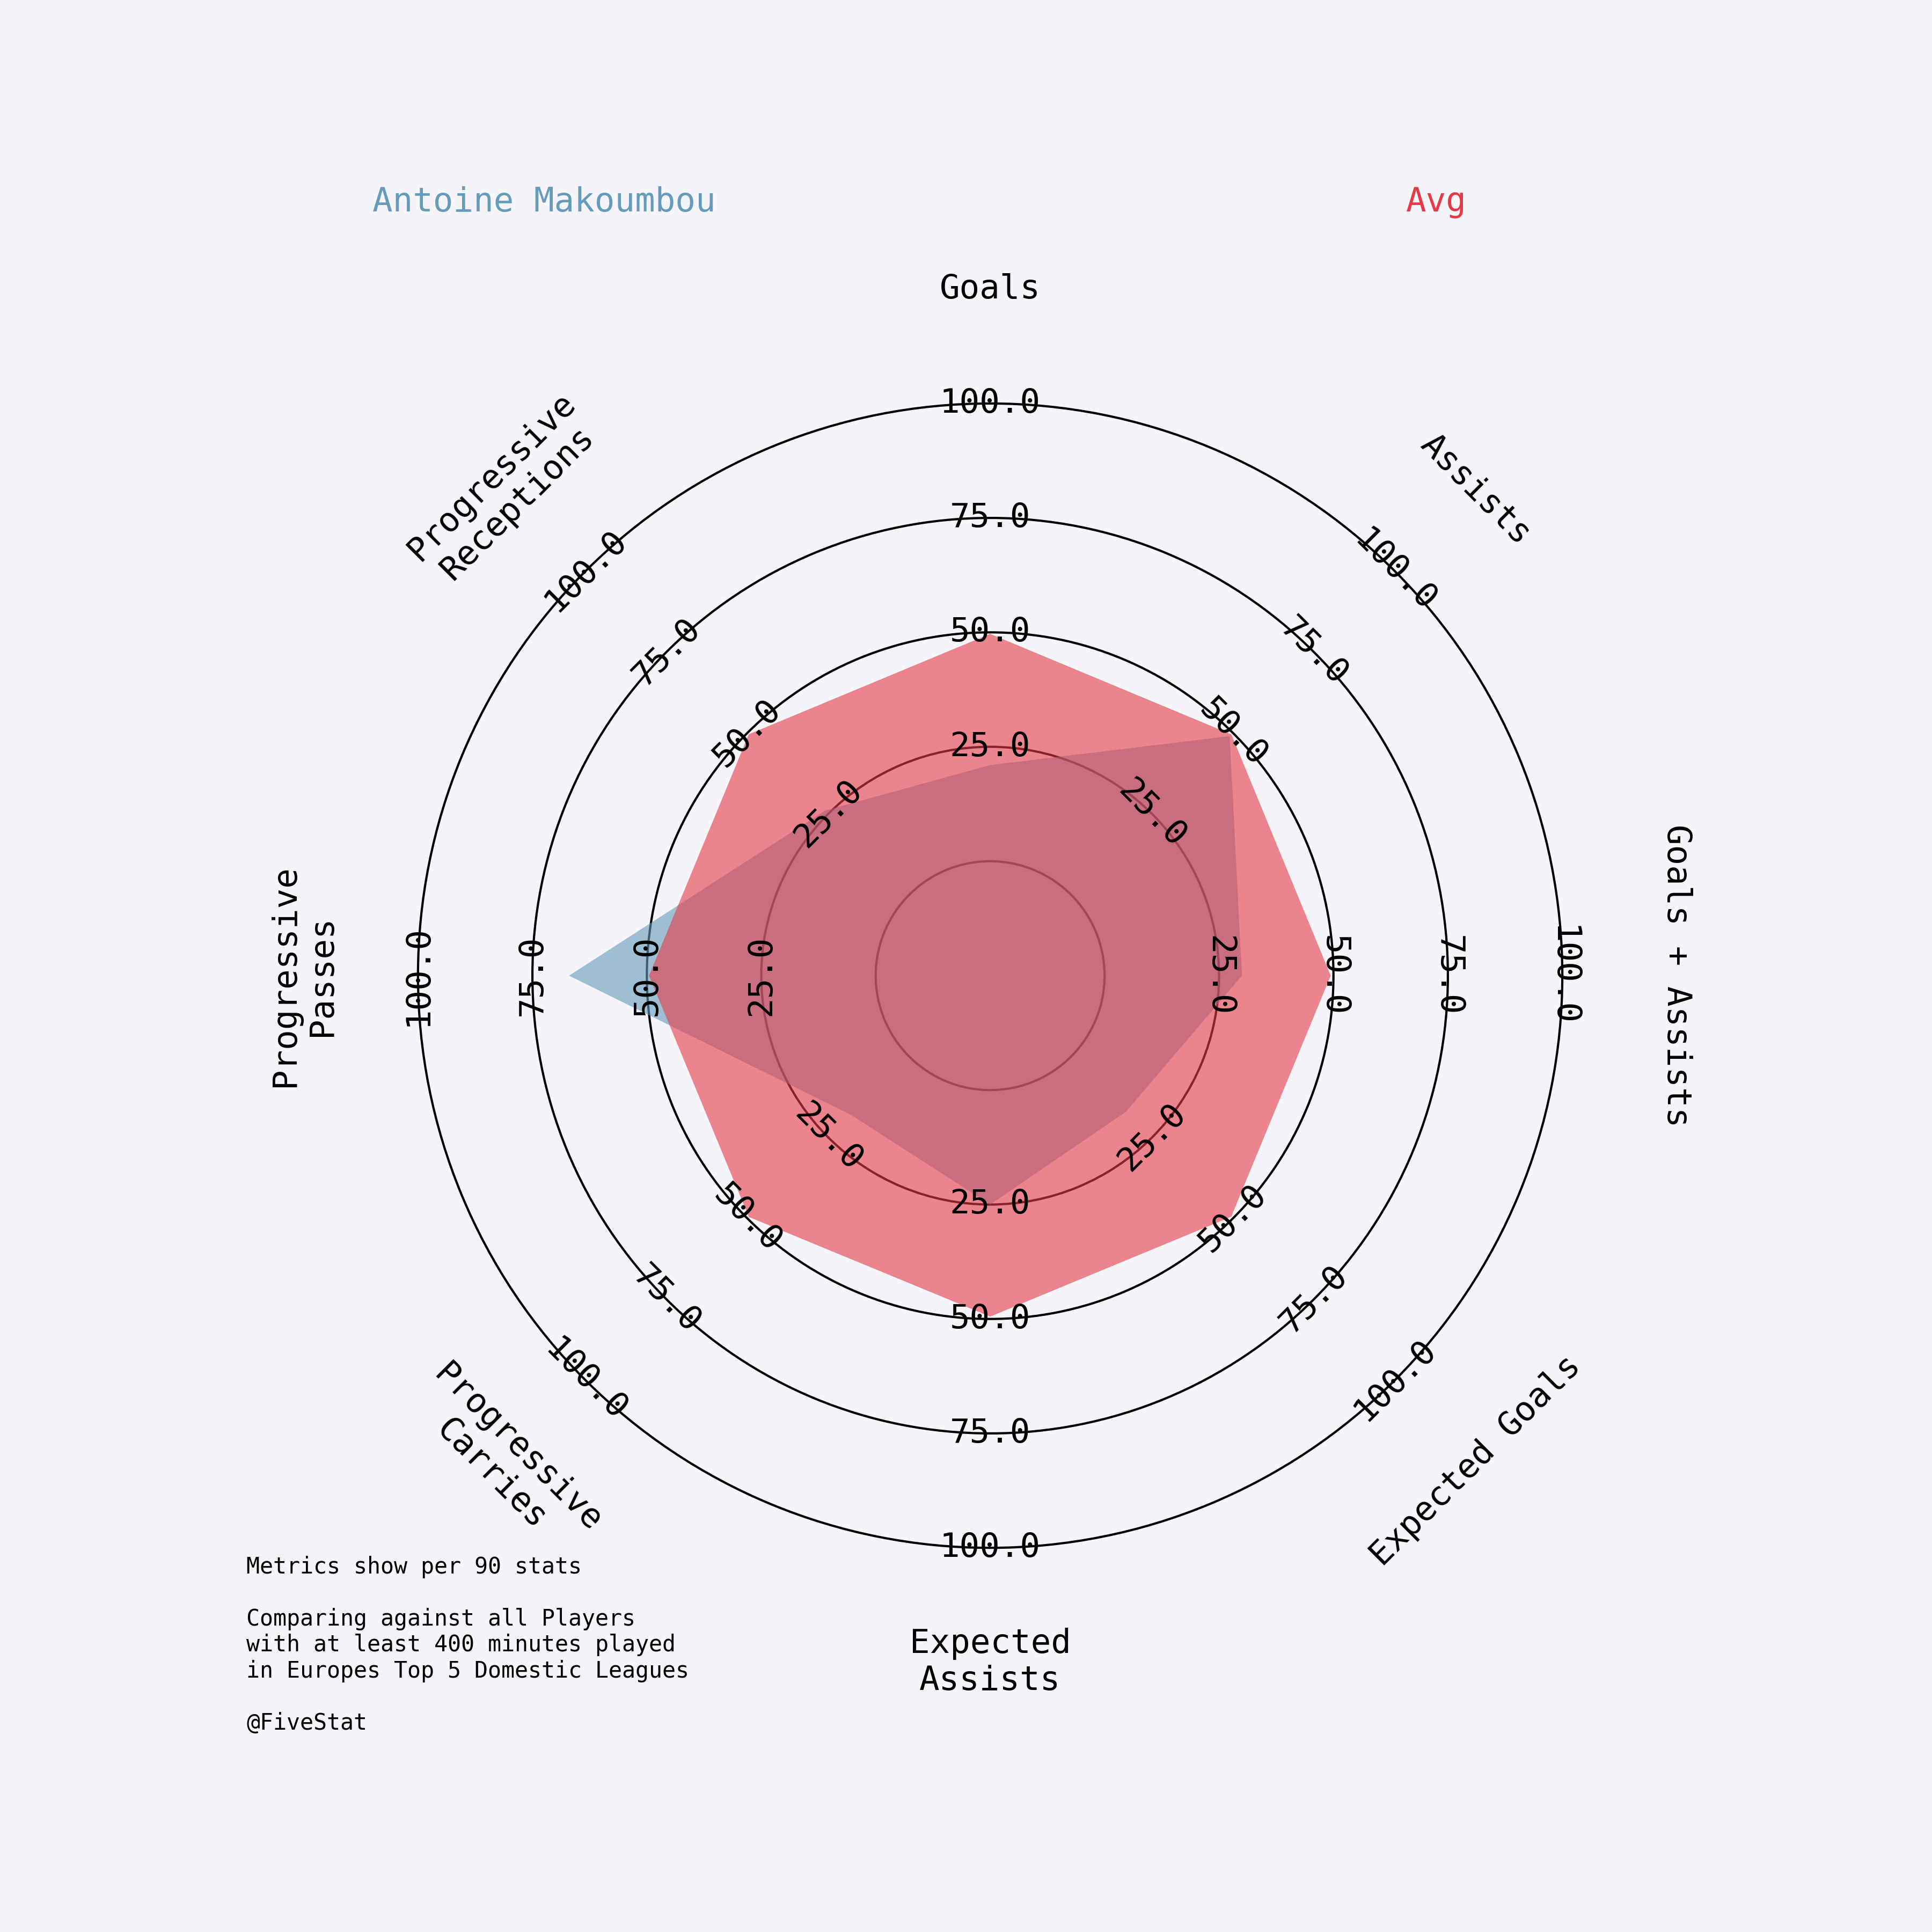 Antoine Makoumbou
Avg
Goals
Assists
Goals + Assists
Expected Goals
Expected
Assists
Progressive
Carries
Progressive
Passes
Progressive
Receptions
25.0
50.0
75.0
100.0
25.0
50.0
75.0
100.0
25.0
50.0
75.0
100.0
25.0
50.0
75.0
100.0
25.0
50.0
75.0
100.0
25.0
50.0
75.0
100.0
25.0
50.0
75.0
100.0
25.0
50.0
75.0
100.0
Metrics show per 90 stats
Comparing against all Players
with at least 400 minutes played
in Europes Top 5 Domestic Leagues
@FiveStat